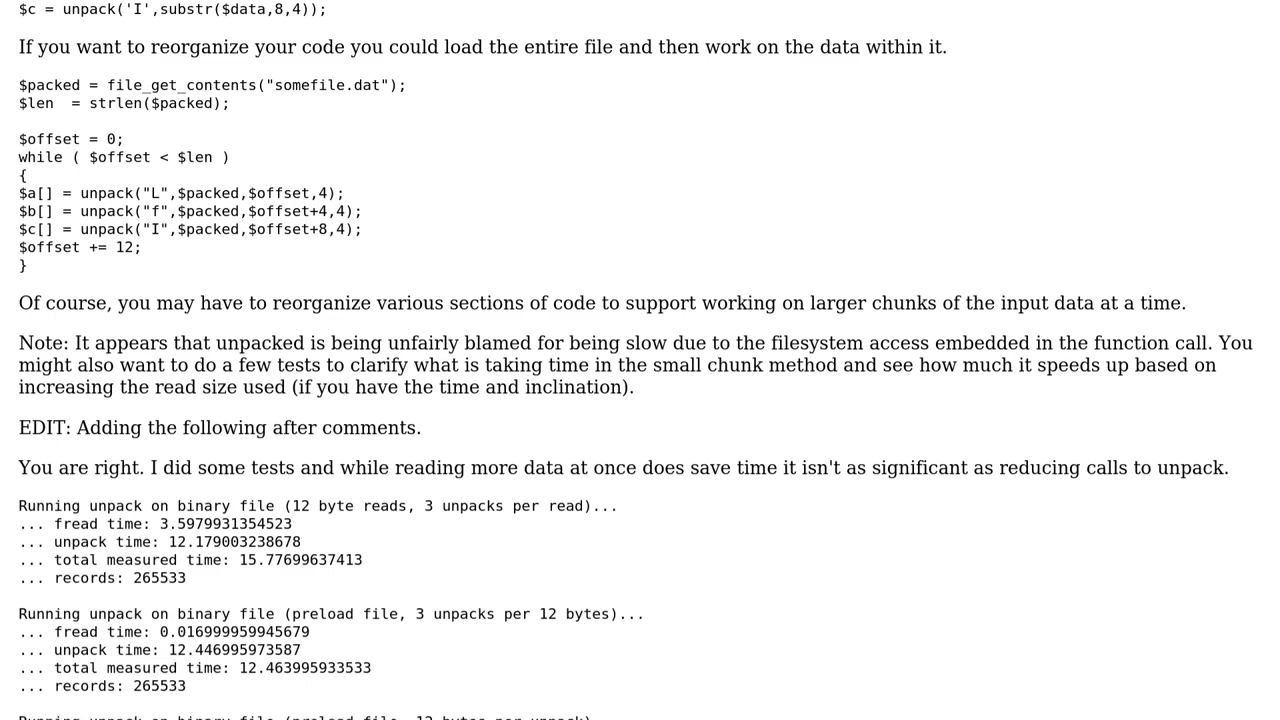 $c = unpack('I',substr($data,8,4));
If you want to reorganize your code you could load the entire file and then work on the data within it.
$packed = file_get_contents("somefile.dat");
$len  = strlen($packed);
$offset = 0;
while ( $offset < $len )
{
$a[] = unpack("L",$packed,$offset,4);
$b[] = unpack("f",$packed,$offset+4,4);
$c[] = unpack("I",$packed,$offset+8,4);
$offset += 12;
}
Of course, you may have to reorganize various sections of code to support working on larger chunks of the input data at a time.
Note: It appears that unpacked is being unfairly blamed for being slow due to the filesystem access embedded in the function call. You
might also want to do a few tests to clarify what is taking time in the small chunk method and see how much it speeds up based on
increasing the read size used (if you have the time and inclination).
EDIT: Adding the following after comments.
You are right. I did some tests and while reading more data at once does save time it isn't as significant as reducing calls to unpack.
Running unpack on binary file (12 byte reads, 3 unpacks per read)...
... fread time: 3.5979931354523
... unpack time: 12.179003238678
... total measured time: 15.77699637413
... records: 265533
Running unpack on binary file (preload file, 3 unpacks per 12 bytes)...
... fread time: 0.016999959945679
... unpack time: 12.446995973587
... total measured time: 12.463995933533
... records: 265533
Running unpack on binary file (preload file, 12 bytes per unpack)